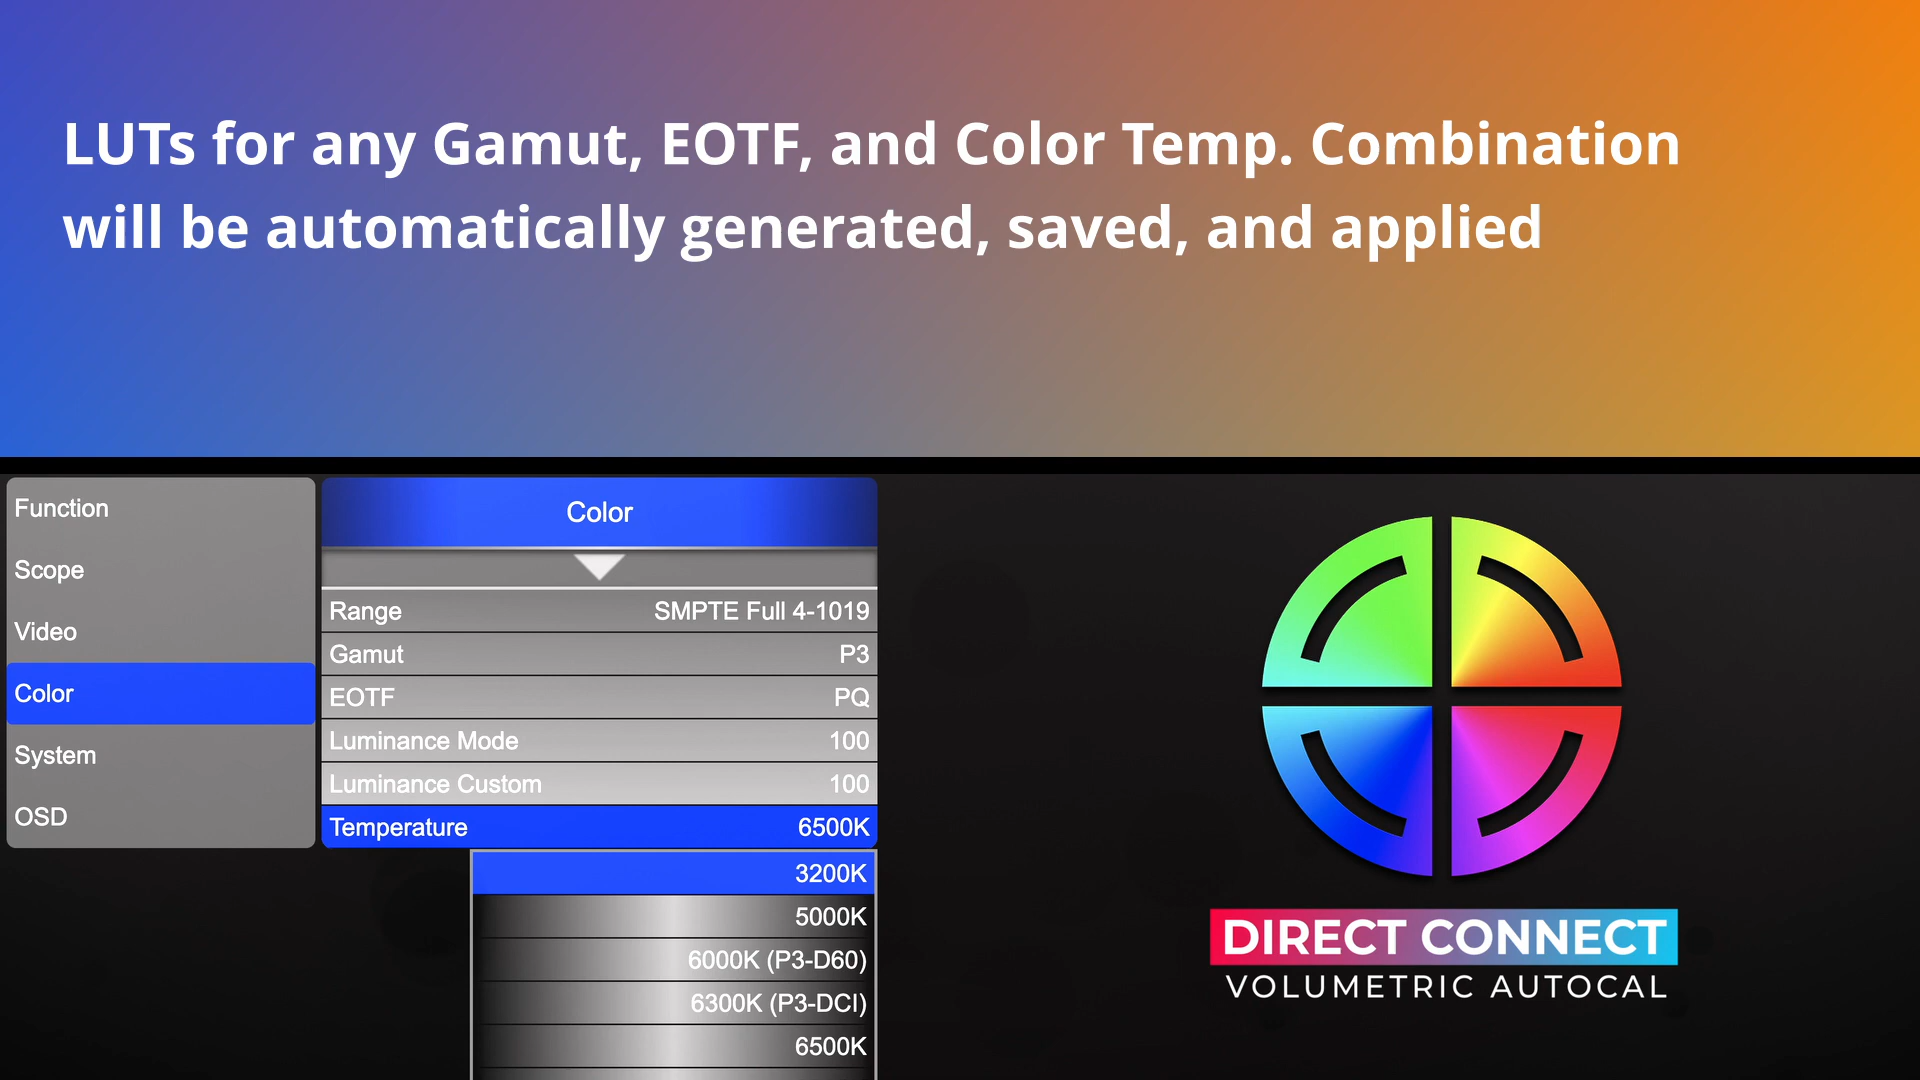 LUTs for any Gamut, EOTF, and Color Temp. Combination
will be automatically generated, saved, and applied
Function
Scope
Video
Color
System
OSD
Color
Range SMPTE Full 4-1019
Gamut P3
EOTF PQ
Luminance Mode 100
Luminance Custom 100
Temperature 6500K
3200K
5000K
6000K (P3-D60)
6300K (P3-DCI)
6500K
DIRECT CONNECT
VOLUMETRIC AUTOCAL